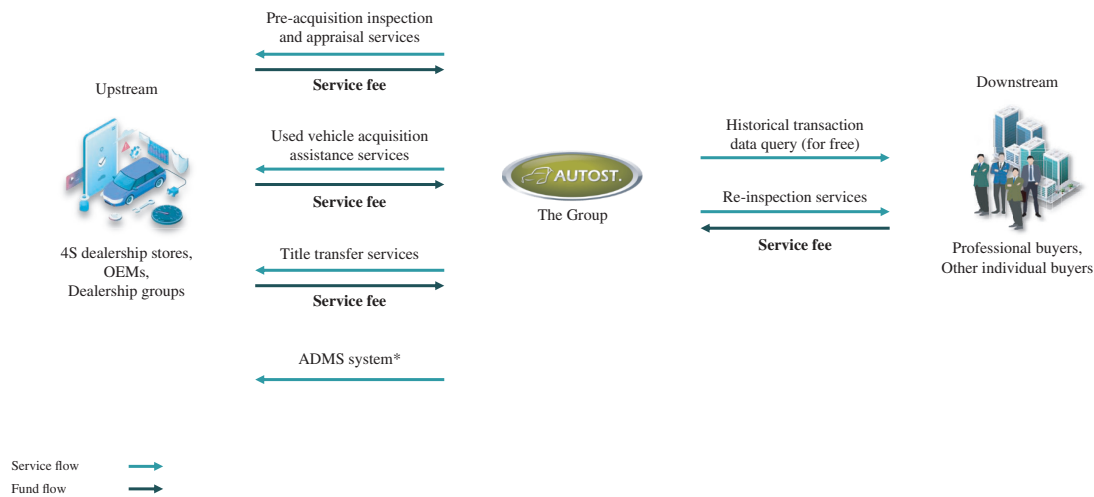 Pre-acquisition inspection
and appraisal services
Service fee
Upstream
Used vehicle acquisition
assistance services
Service fee
4S dealership stores,
OEMs,
Dealership groups
Title transfer services
Service fee
ADMS system*
AUTOST.
The Group
Downstream
Historical transaction
data query (for free)
Re-inspection services
Service fee
Professional buyers,
Other individual buyers
Service flow
Fund flow